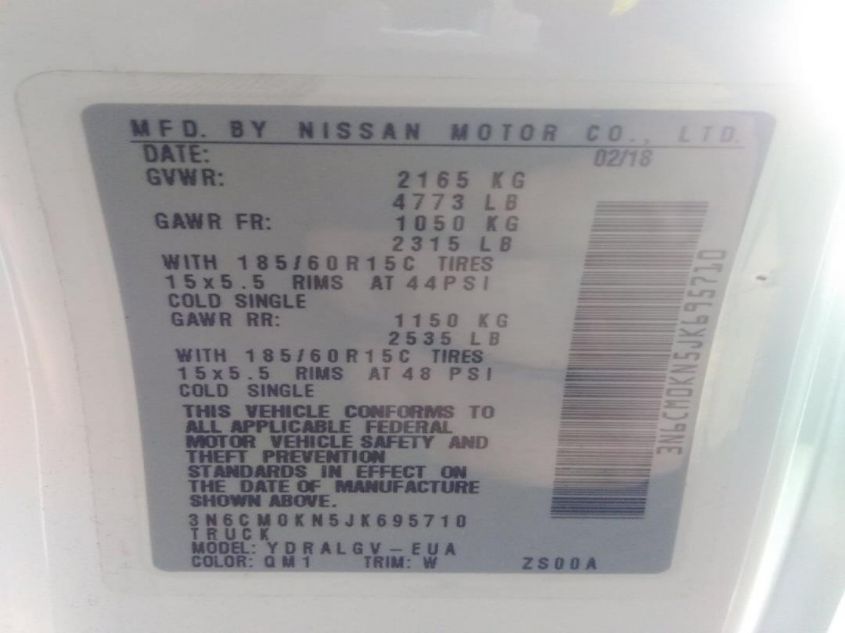 MFD. BY NISSAN MOTOR CO., LTD.
DATE: 02/18
GVWR: 2165 KG
4773 LB
GAWR FR: 1050 KG
2315 LB
WITH 185/60R15C TIRES
15x5.5 RIMS AT 44PSI
COLD SINGLE
GAWR RR: 1150 KG
2535 LB
WITH 185/60R15C TIRES
15x5.5 RIMS AT 48 PSI
COLD SINGLE
THIS VEHICLE CONFORMS TO
ALL APPLICABLE FEDERAL
MOTOR VEHICLE SAFETY AND
THEFT PREVENTION
STANDARDS IN EFFECT ON
THE DATE OF MANUFACTURE
SHOWN ABOVE.
3N6CM0KN5JK695710
TRUCK
MODEL: YDRALGV-EUA
COLOR: QM1 TRIM: W ZS00A
3N6CM0KN5JK695710